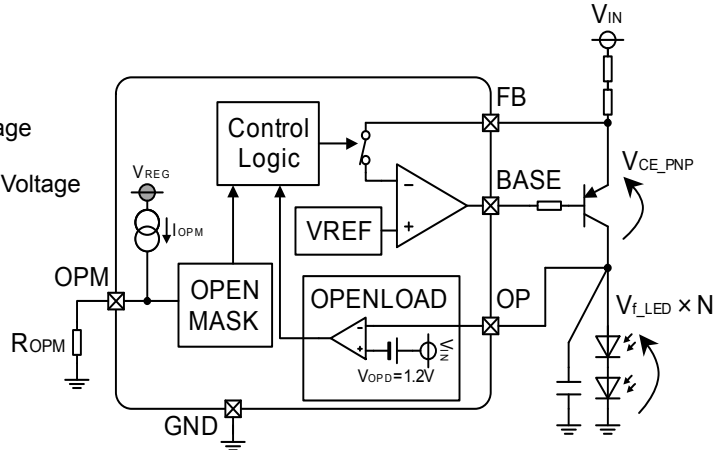 VIN
FB
age
Control
Logic
VCE_PNP
Voltage
VREG
BASE
IOPM
VREF
OPM
OPEN
MASK
OPENLOAD
OP
Vf_LED × N
ROPM
VIN
VOPD=1.2V
GND